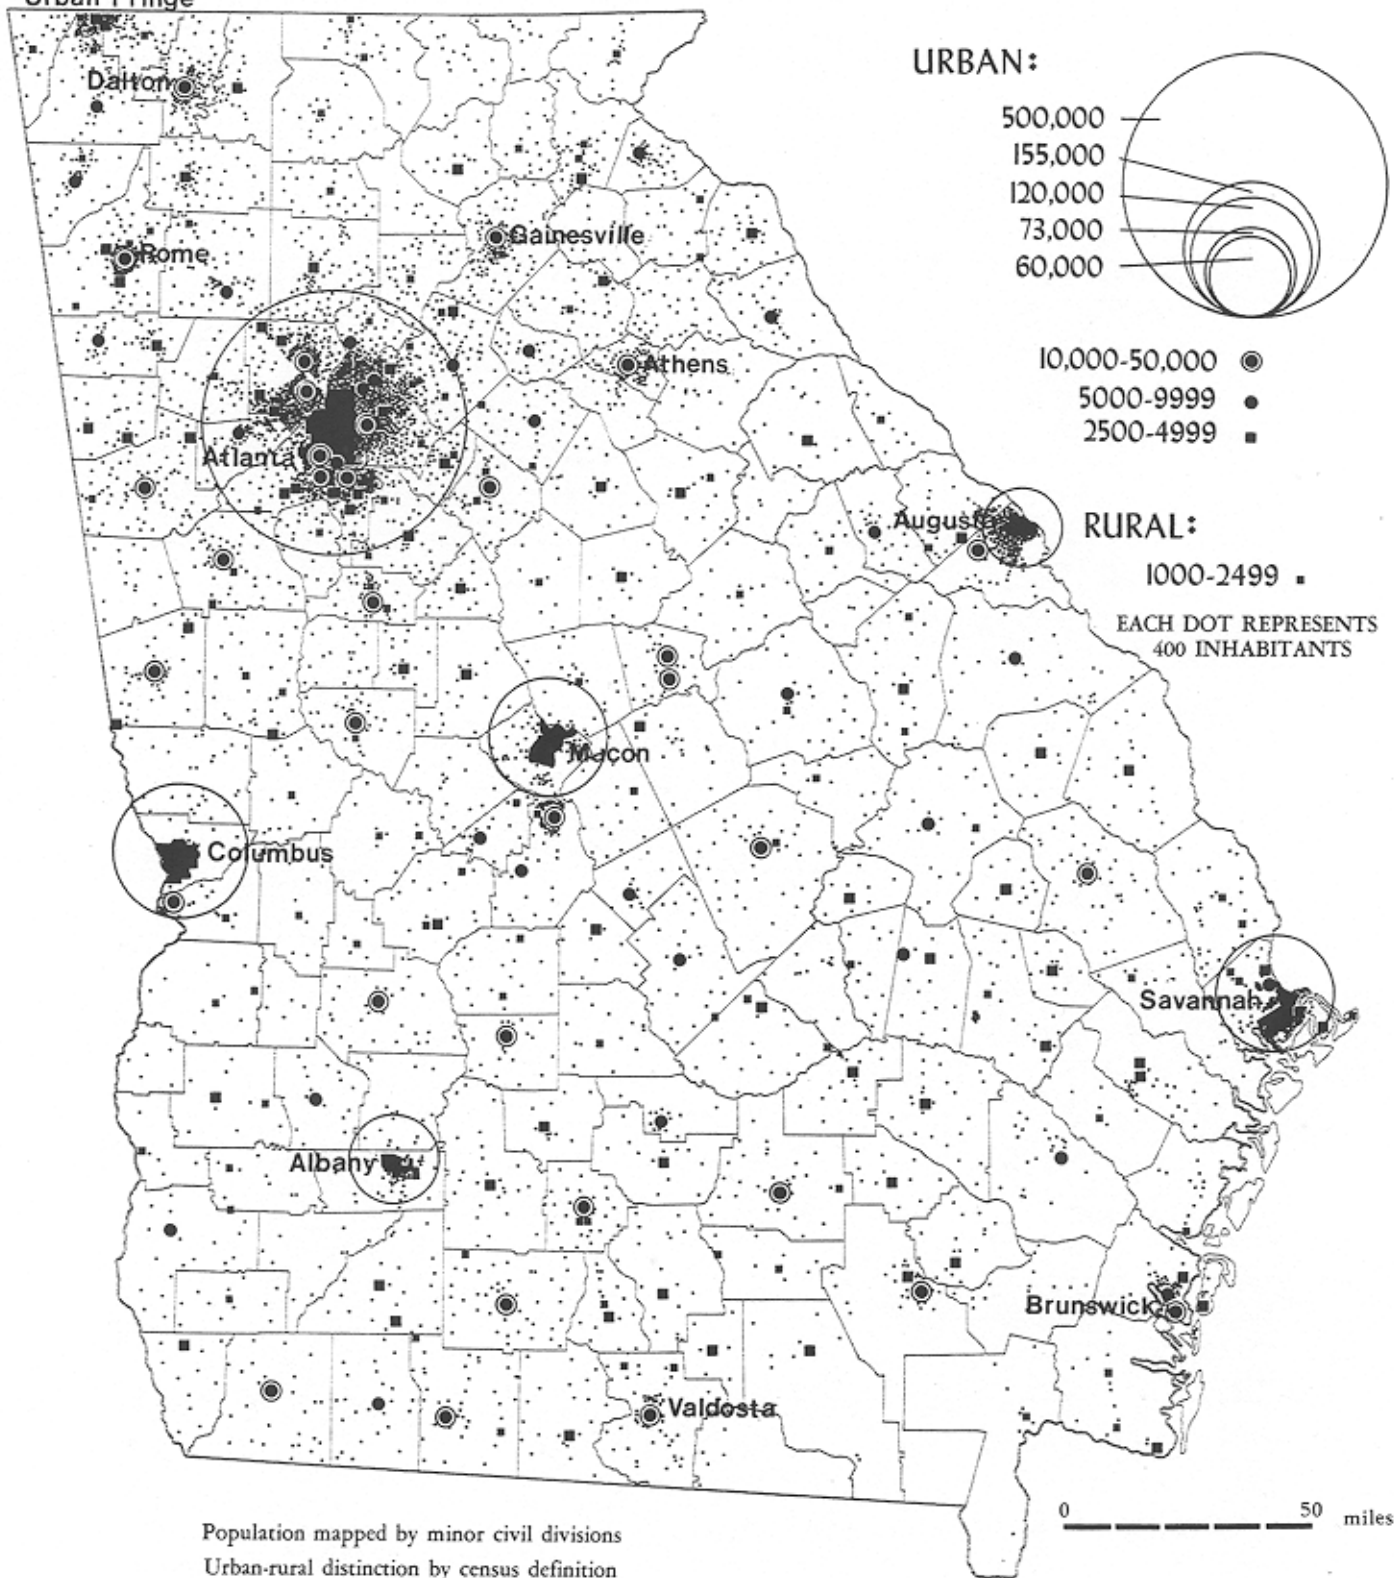 Urban Fringe
Dalton
Rome
Gainesville
Athens
Atlanta
Augusta
Macon
Columbus
Savannah
Albany
Brunswick
Valdosta
URBAN:
500,000
155,000
120,000
73,000
60,000
10,000-50,000
5000-9999
2500-4999
RURAL:
1000-2499
EACH DOT REPRESENTS
400 INHABITANTS
0 50 miles
Population mapped by minor civil divisions
Urban-rural distinction by census definition